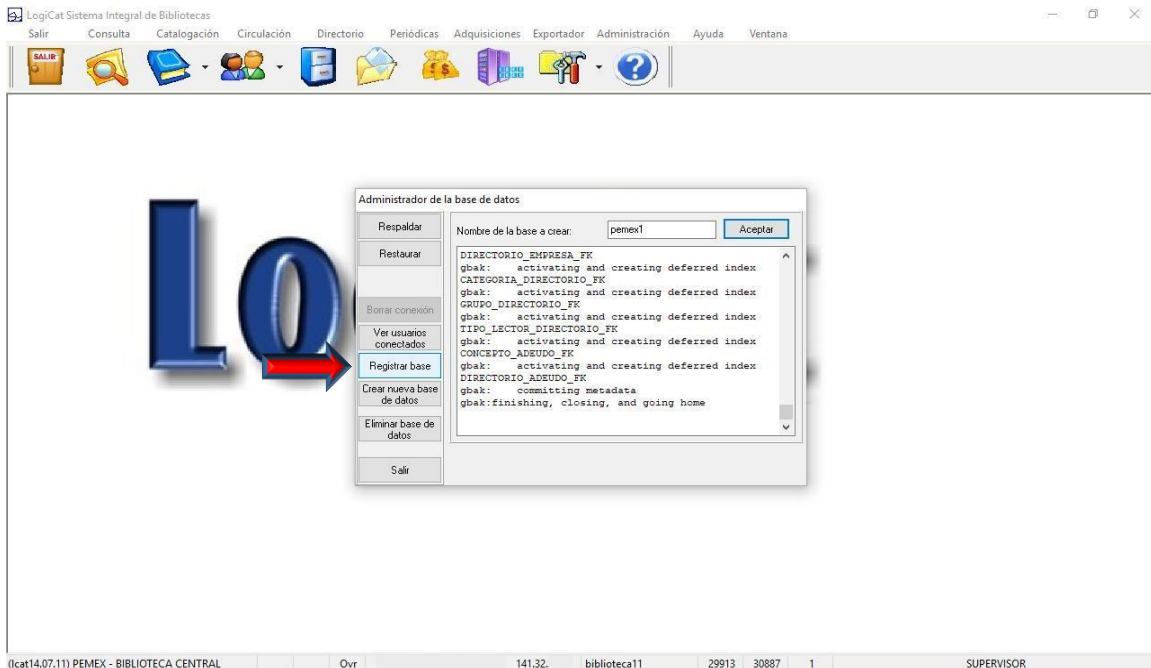 LogiCat Sistema Integral de Bibliotecas
Salir Consulta Catalogación Circulación Directorio Periódicas Adquisiciones Exportador Administración Ayuda Ventana
SALIR
Lo
Administrador de la base de datos
Respaldar
Restaurar
Borrar conexión
Ver usuarios
conectados
Registrar base
Crear nueva base
de datos
Eliminar base de
datos
Salir
Nombre de la base a crear: pemex1 Aceptar
DIRECTORIO_EMPRESA_FK
gbak: activating and creating deferred index
CATEGORIA_DIRECTORIO_FK
gbak: activating and creating deferred index
GRUPO_DIRECTORIO_FK
gbak: activating and creating deferred index
TIPO_LECTOR_DIRECTORIO_FK
gbak: activating and creating deferred index
CONCEPTO_ADEUDO_FK
gbak: activating and creating deferred index
DIRECTORIO_ADEUDO_FK
gbak: committing metadata
gbak:finishing, closing, and going home
(lcat14.07.11) PEMEX - BIBLIOTECA CENTRAL Ovr 141.32. biblioteca11 29913 30887 1 SUPERVISOR